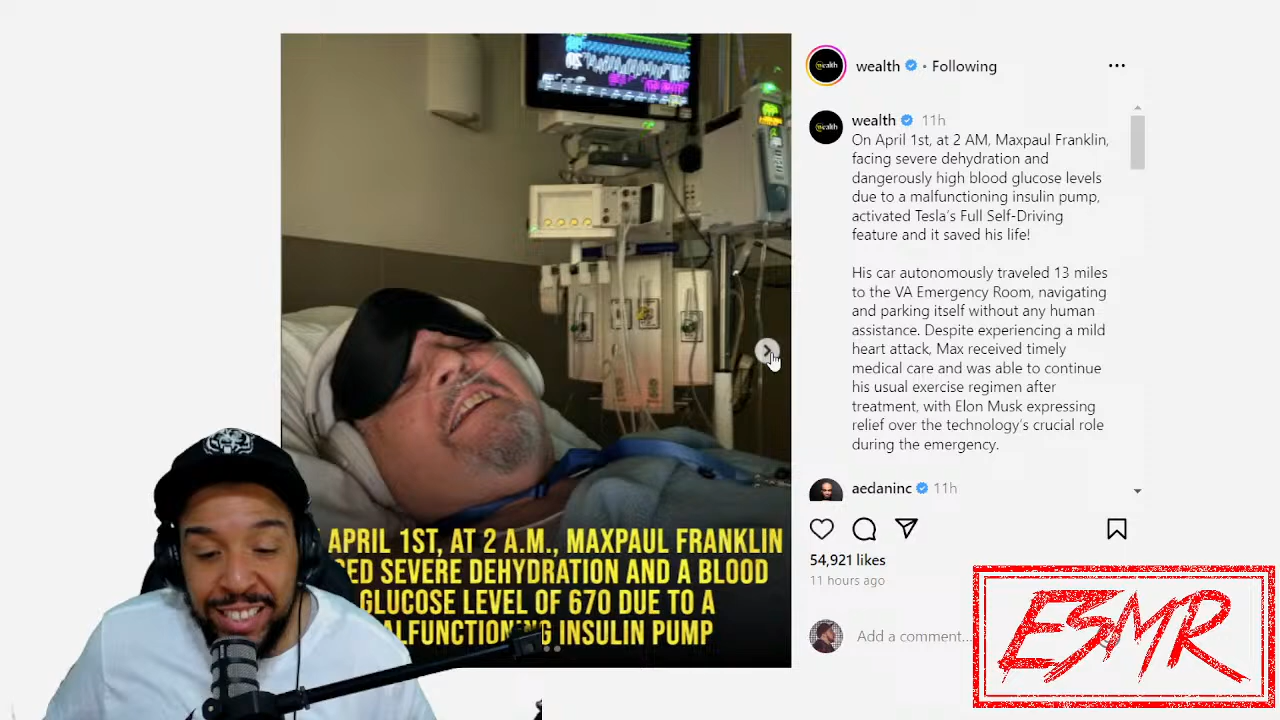 wealth • Following
wealth 11h
On April 1st, at 2 AM, Maxpaul Franklin,
facing severe dehydration and
dangerously high blood glucose levels
due to a malfunctioning insulin pump,
activated Tesla's Full Self-Driving
feature and it saved his life!
His car autonomously traveled 13 miles
to the VA Emergency Room, navigating
and parking itself without any human
assistance. Despite experiencing a mild
heart attack, Max received timely
medical care and was able to continue
his usual exercise regimen after
treatment, with Elon Musk expressing
relief over the technology's crucial role
during the emergency.
aedaninc 11h
54,921 likes
11 hours ago
Add a comment...
APRIL 1ST, AT 2 A.M., MAXPAUL FRANKLIN
SEVERE DEHYDRATION AND A BLOOD
GLUCOSE LEVEL OF 670 DUE TO A
INSULIN PUMP
ESMR